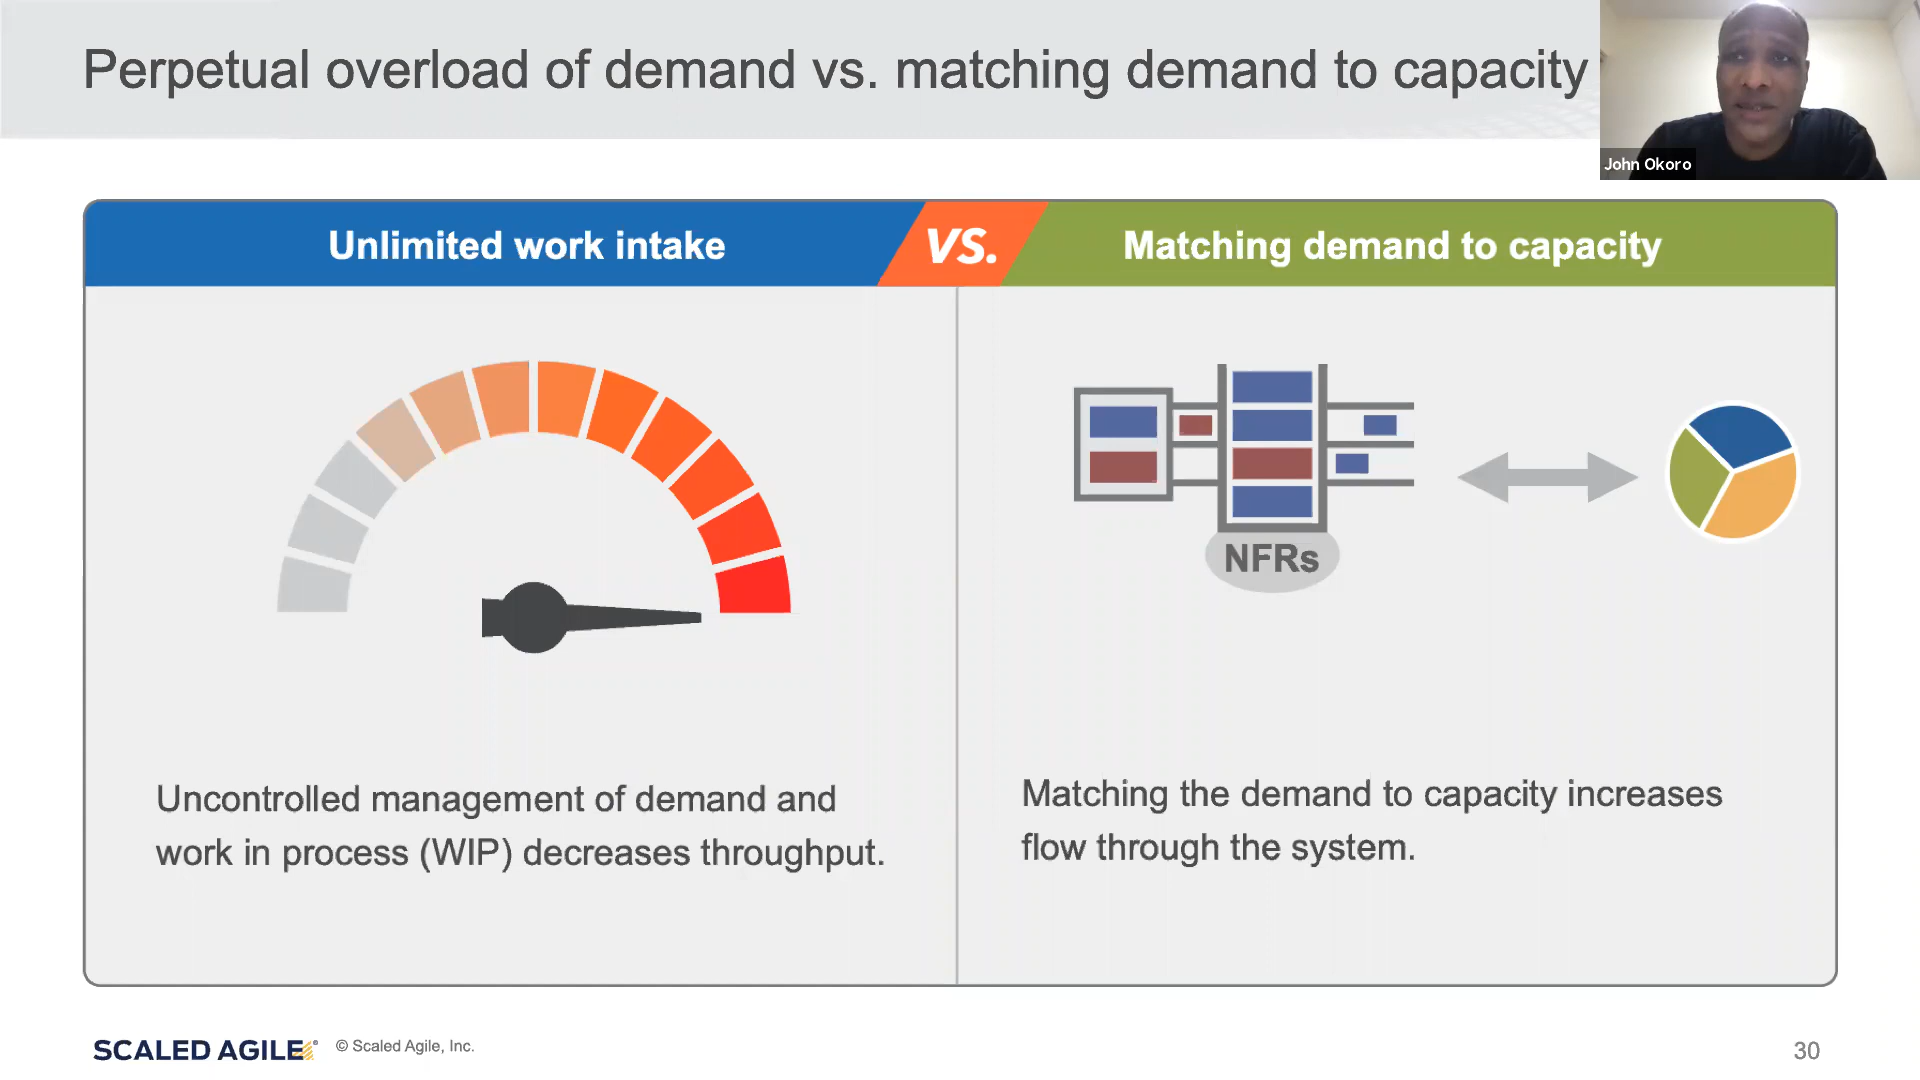 Perpetual overload of demand vs. matching demand to capacity
John Okoro
Unlimited work intake
VS.
Matching demand to capacity
NFRs
Uncontrolled management of demand and
work in process (WIP) decreases throughput.
Matching the demand to capacity increases
flow through the system.
SCALED AGILE®
© Scaled Agile, Inc.
30